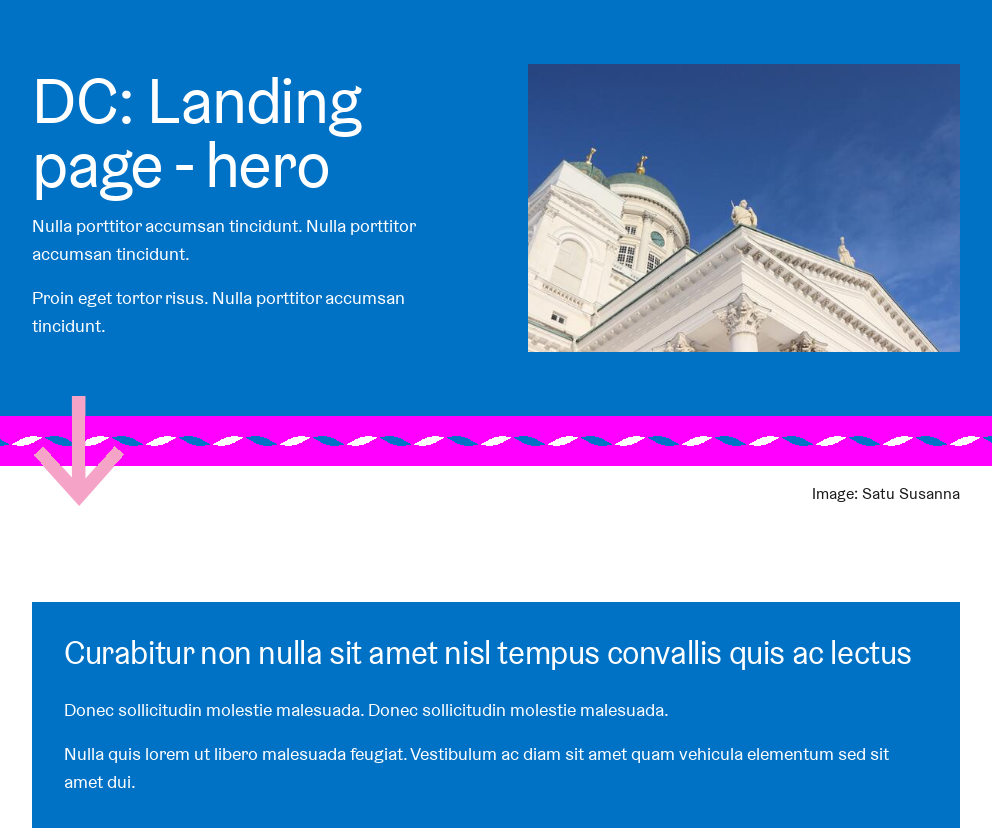 DC: Landing
page - hero
Nulla porttitor accumsan tincidunt. Nulla porttitor
accumsan tincidunt.
Proin eget tortor risus. Nulla porttitor accumsan
tincidunt.
Image: Satu Susanna
Curabitur non nulla sit amet nisl tempus convallis quis ac lectus
Donec sollicitudin molestie malesuada. Donec sollicitudin molestie malesuada.
Nulla quis lorem ut libero malesuada feugiat. Vestibulum ac diam sit amet quam vehicula elementum sed sit
amet dui.